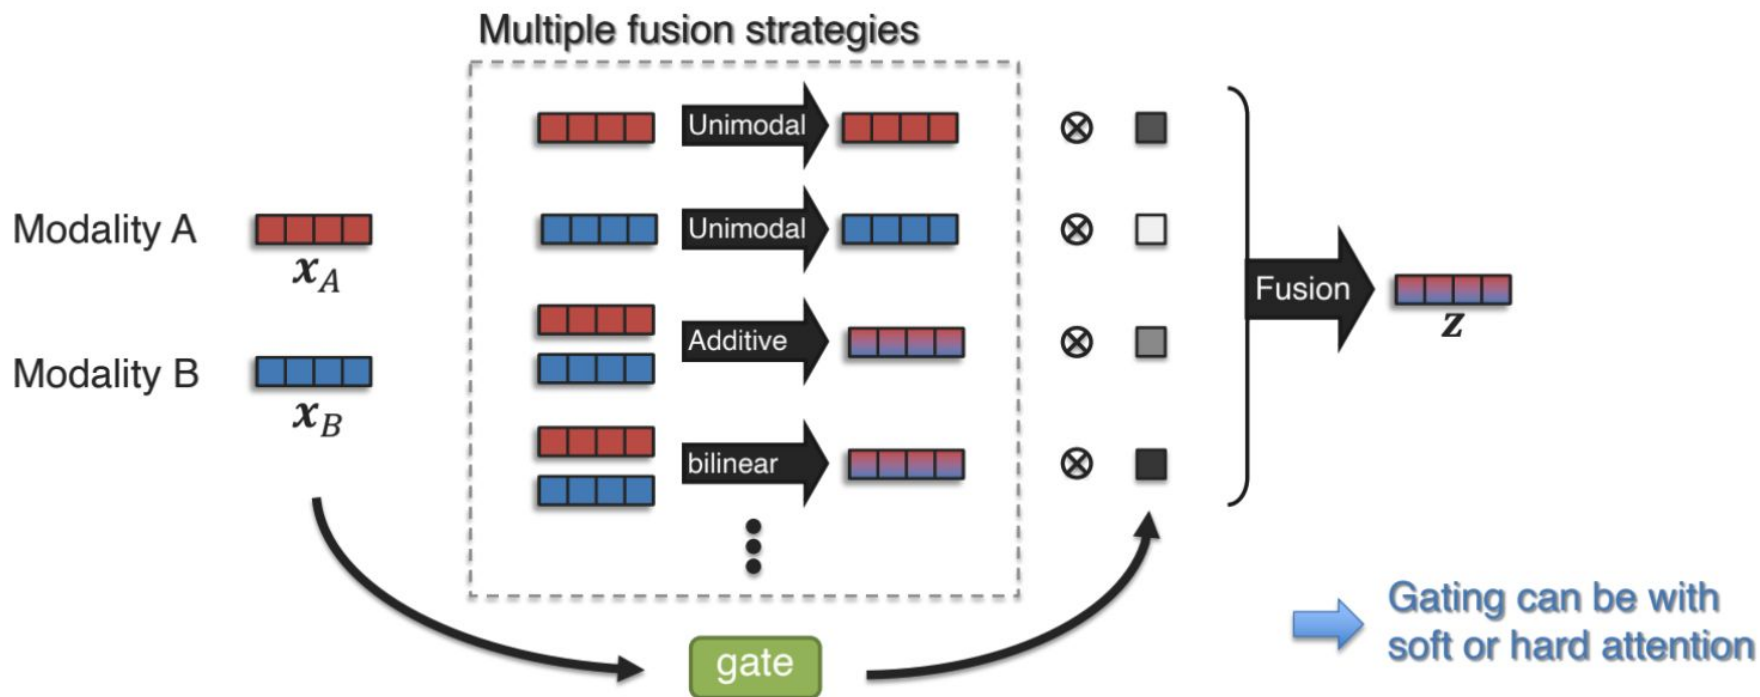 Multiple fusion strategies
Unimodal
Modality A
x_A
Unimodal
Additive
Modality B
x_B
bilinear
Fusion
z
gate
Gating can be with
soft or hard attention